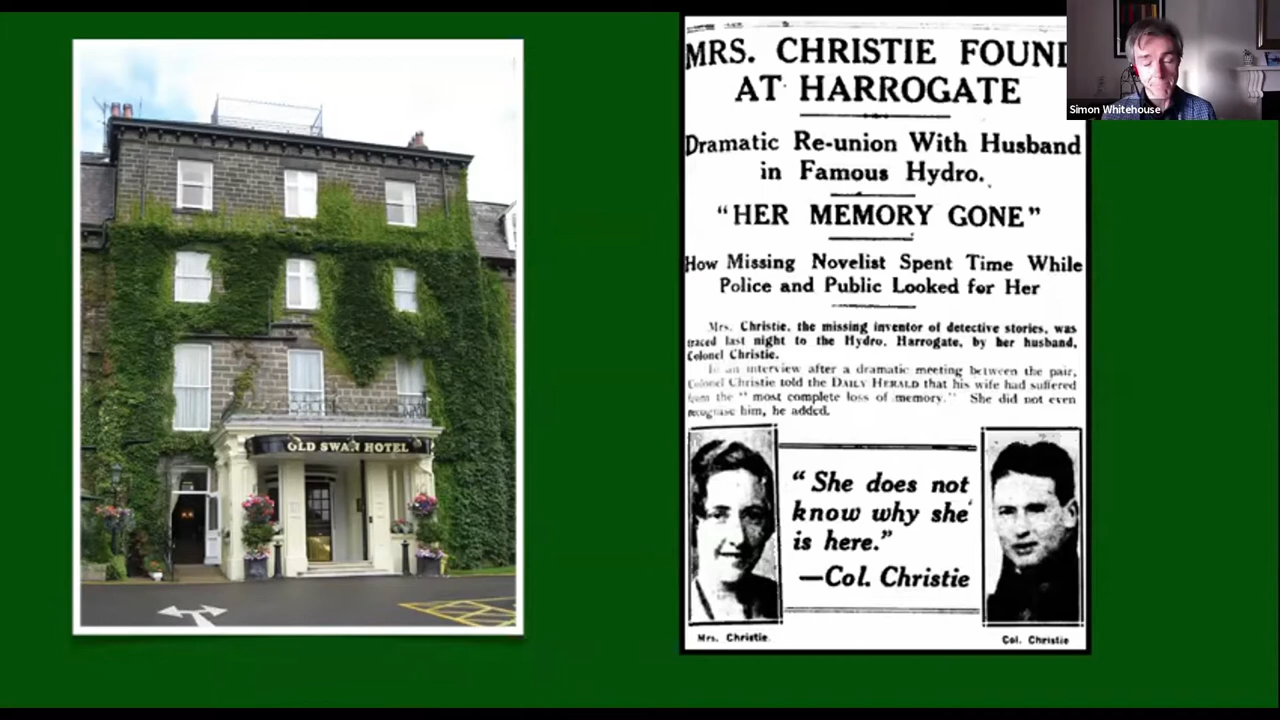 OLD SWAN HOTEL
MRS. CHRISTIE FOUND
AT HARROGATE
Dramatic Re-union With Husband
in Famous Hydro.
"HER MEMORY GONE"
How Missing Novelist Spent Time While
Police and Public Looked for Her
Mrs. Christie, the missing inventor of detective stories, was
traced last night to the Hydro, Harrogate, by her husband,
Colonel Christie.
In an interview after a dramatic meeting between the pair,
Colonel Christie told the DAILY HERALD that his wife had suffered
from the "most complete loss of memory." She did not even
recognise him, he added.
"She does not
know why she
is here."
—Col. Christie
Mrs. Christie.
Col. Christie
Simon Whitehouse